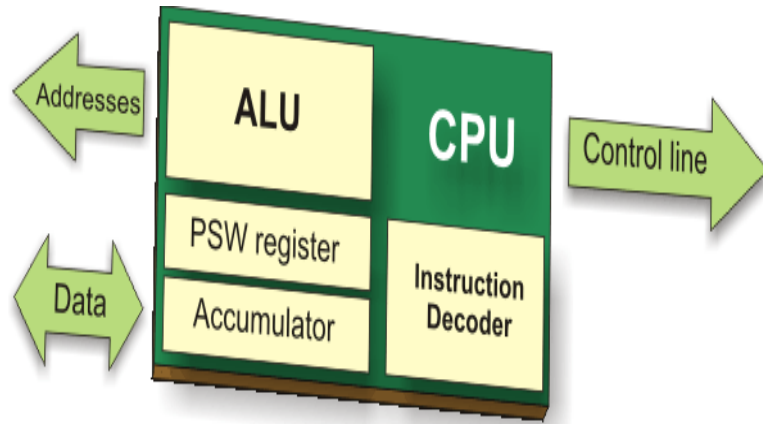 Addresses
ALU
CPU
Control line
PSW register
Data
Accumulator
Instruction
Decoder